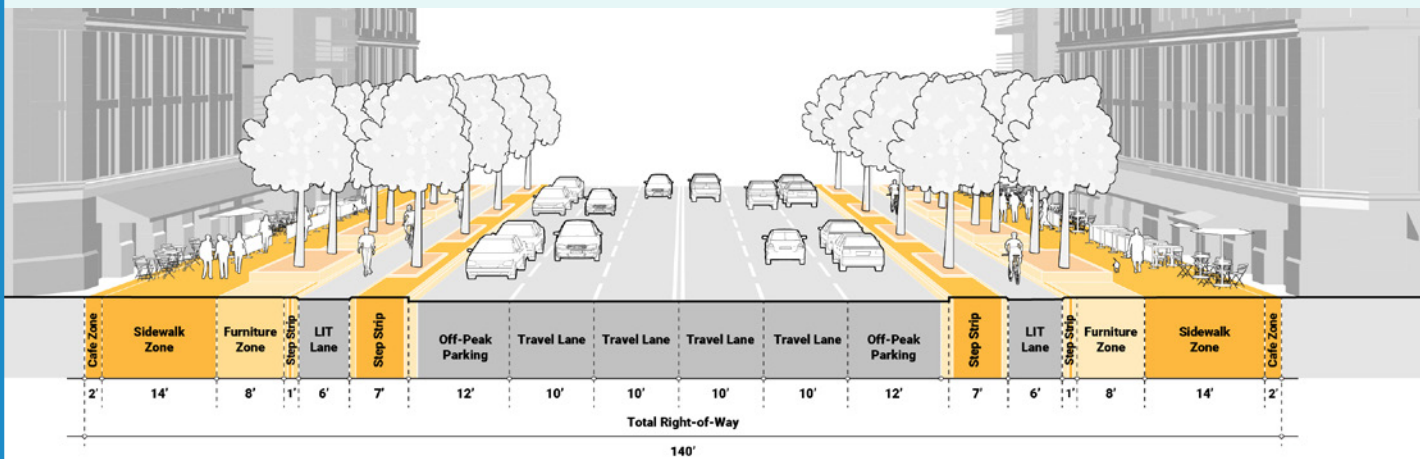 Cafe Zone
Sidewalk
Zone
Furniture
Zone
Step Strip
LIT
Lane
Step Strip
Off-Peak
Parking
Travel Lane
Travel Lane
Travel Lane
Travel Lane
Off-Peak
Parking
Step Strip
LIT
Lane
Step Strip
Furniture
Zone
Sidewalk
Zone
Cafe Zone
2' 14' 8' 1' 6' 7' 12' 10' 10' 10' 10' 12' 7' 6' 1' 8' 14' 2'
Total Right-of-Way
140'